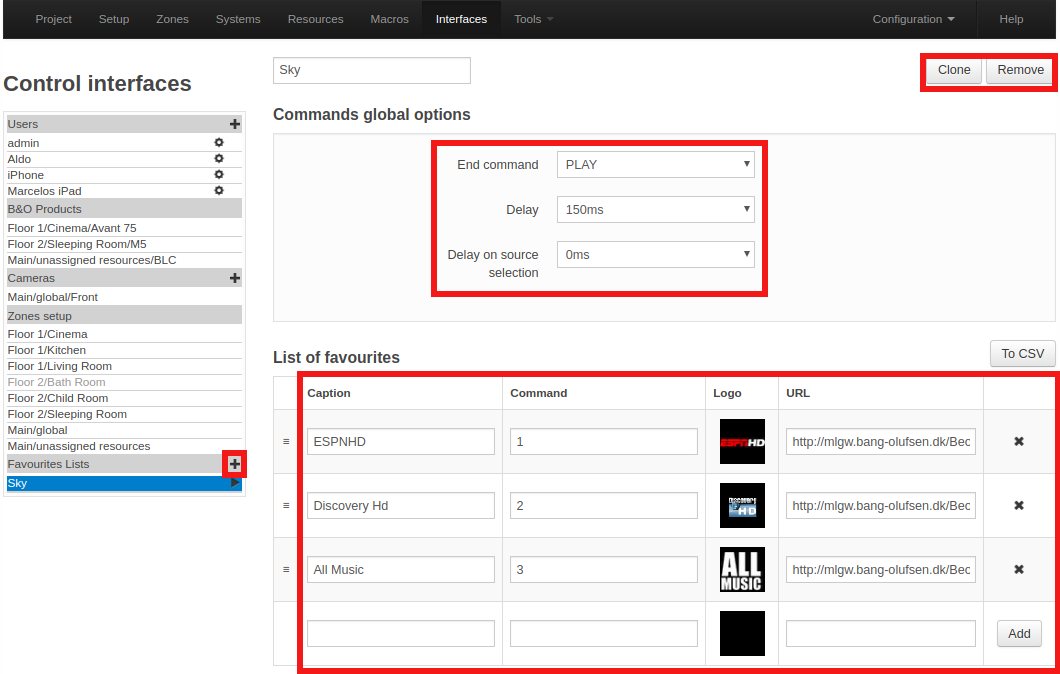 Project Setup Zones Systems Resources Macros Interfaces Tools Configuration Help
Control interfaces
Users
admin
Aldo
iPhone
Marcelos iPad
B&O Products
Floor 1/Cinema/Avant 75
Floor 2/Sleeping Room/M5
Main/unassigned resources/BLC
Cameras
Main/global/Front
Zones setup
Floor 1/Cinema
Floor 1/Kitchen
Floor 1/Living Room
Floor 2/Bath Room
Floor 2/Child Room
Floor 2/Sleeping Room
Main/global
Main/unassigned resources
Favourites Lists
Sky
Sky
Clone Remove
Commands global options
End command PLAY
Delay 150ms
Delay on source
selection
0ms
List of favourites
To CSV
Caption Command Logo URL
ESPNHD 1 ESPNHD http://mlgw.bang-olufsen.dk/Beo
Discovery Hd 2 Discovery HD http://mlgw.bang-olufsen.dk/Beo
All Music 3 ALL MUSIC http://mlgw.bang-olufsen.dk/Beo
Add